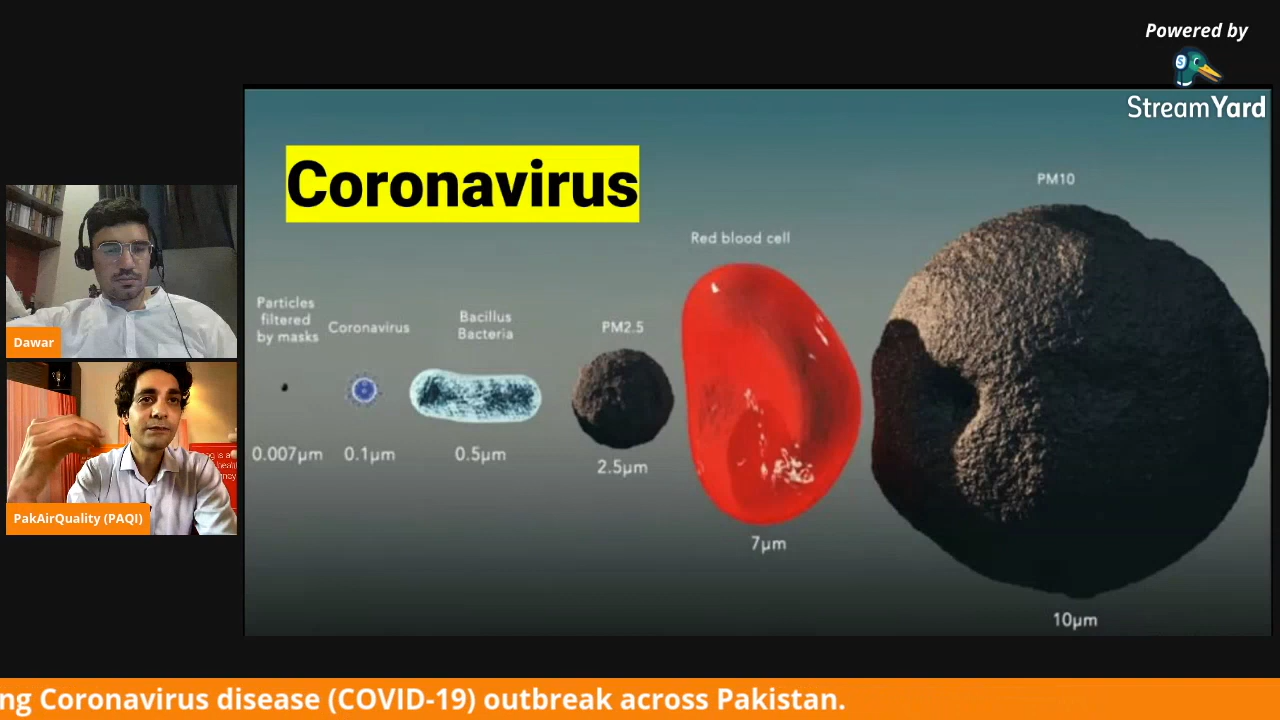 Powered by
StreamYard
Coronavirus
PM10
Red blood cell
Particles
filtered
by masks
Coronavirus
Bacillus
Bacteria
PM2.5
0.007µm
0.1µm
0.5µm
2.5µm
7µm
10µm
Dawar
PakAirQuality (PAQI)
ng Coronavirus disease (COVID-19) outbreak across Pakistan.